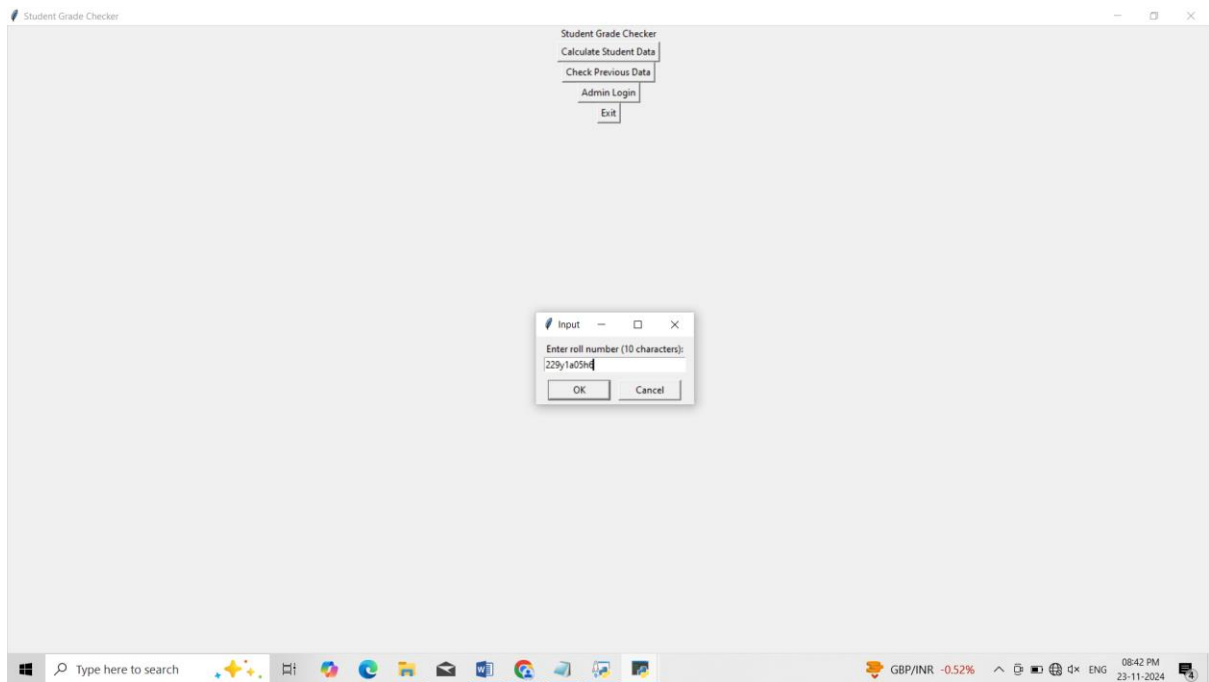 Student Grade Checker
Student Grade Checker
Calculate Student Data
Check Previous Data
Admin Login
Exit
Input
Enter roll number (10 characters):
229y1a05h6
OK Cancel
Type here to search GBP/INR -0.52% ENG 08:42 PM
23-11-2024
4